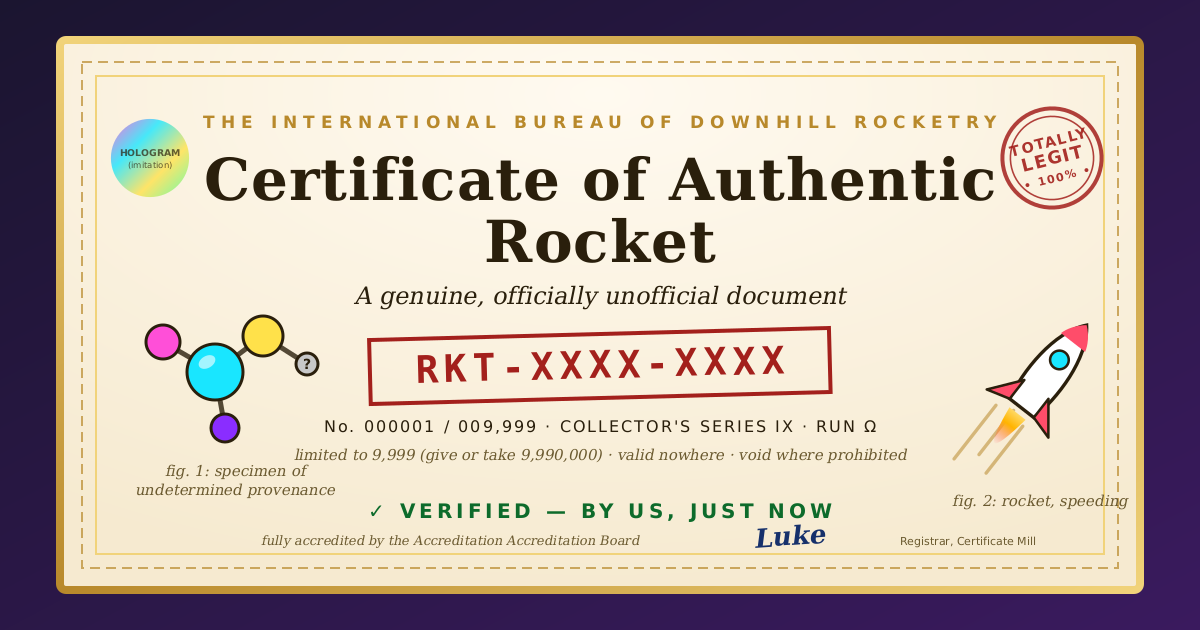 THE INTERNATIONAL BUREAU OF DOWNHILL ROCKETRY
HOLOGRAM
(imitation)
TOTALLY
LEGIT
• 100% •
Certificate of Authentic
Rocket
A genuine, officially unofficial document
?
RKT-XXXX-XXXX
No. 000001 / 009,999 · COLLECTOR'S SERIES IX · RUN Ω
limited to 9,999 (give or take 9,990,000) · valid nowhere · void where prohibited
fig. 1: specimen of
undetermined provenance
fig. 2: rocket, speeding
✓ VERIFIED — BY US, JUST NOW
fully accredited by the Accreditation Accreditation Board
Luke
Registrar, Certificate Mill